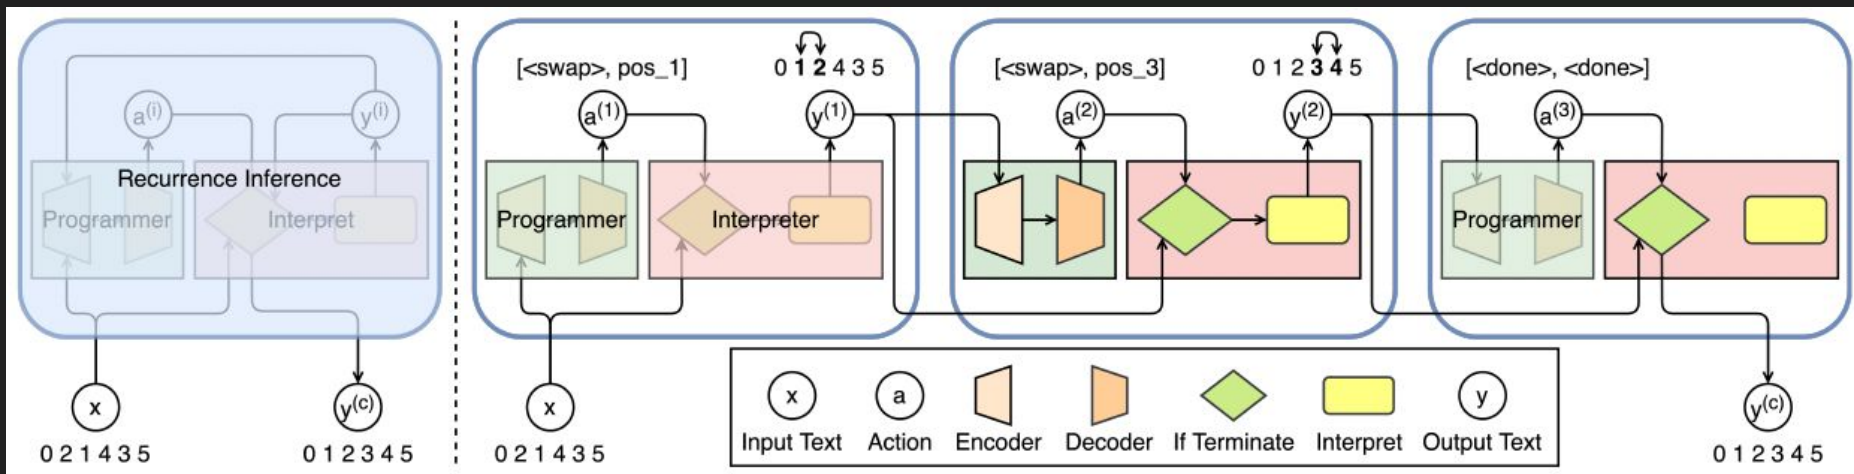 a(i)
y(i)
Recurrence Inference
Programmer
Interpret
x
y(c)
0 2 1 4 3 5
0 1 2 3 4 5
[<swap>, pos_1]
0 1 2 4 3 5
a(1)
y(1)
Programmer
Interpreter
x
0 2 1 4 3 5
[<swap>, pos_3]
0 1 2 3 4 5
a(2)
y(2)
[<done>, <done>]
a(3)
Programmer
y(c)
0 1 2 3 4 5
x
a
y
Input Text
Action
Encoder
Decoder
If Terminate
Interpret
Output Text